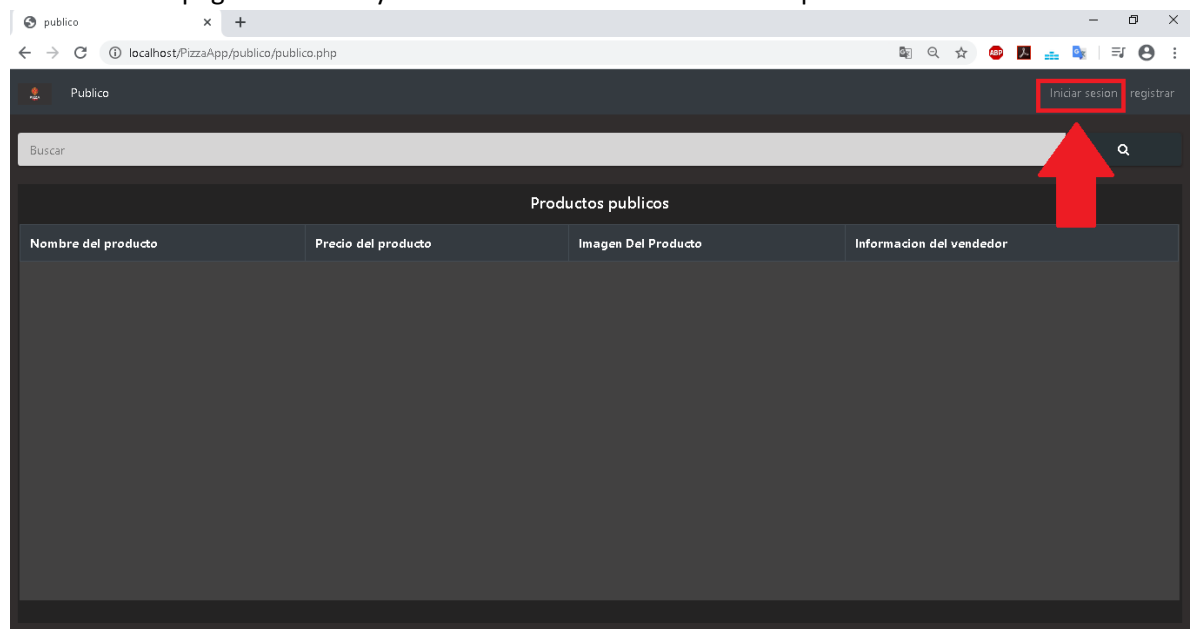 publico
localhost/PizzaApp/publico/publico.php
ABP
Publico
Iniciar sesion registrar
Buscar
Productos publicos
Nombre del producto Precio del producto Imagen Del Producto Informacion del vendedor